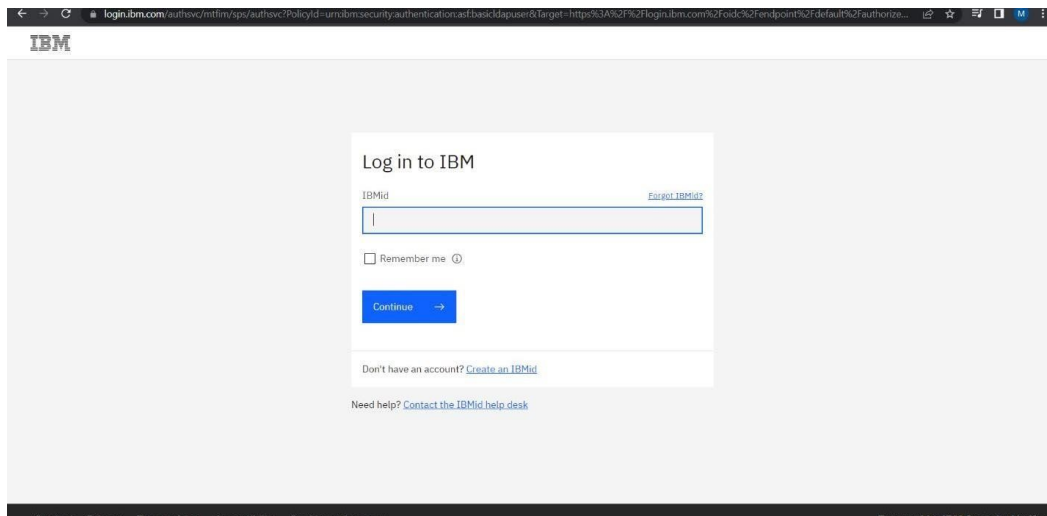 login.ibm.com/authsvc/mtfim/sps/authsvc?PolicyId=urn:ibm:security:authentication:asf:basicldapuser&Target=https%3A%2F%2Flogin.ibm.com%2Foidc%2Fendpoint%2Fdefault%2Fauthorize...
M
IBM
Log in to IBM
IBMid Forgot IBMid?
Remember me
Continue →
Don't have an account? Create an IBMid
Need help? Contact the IBMid help desk